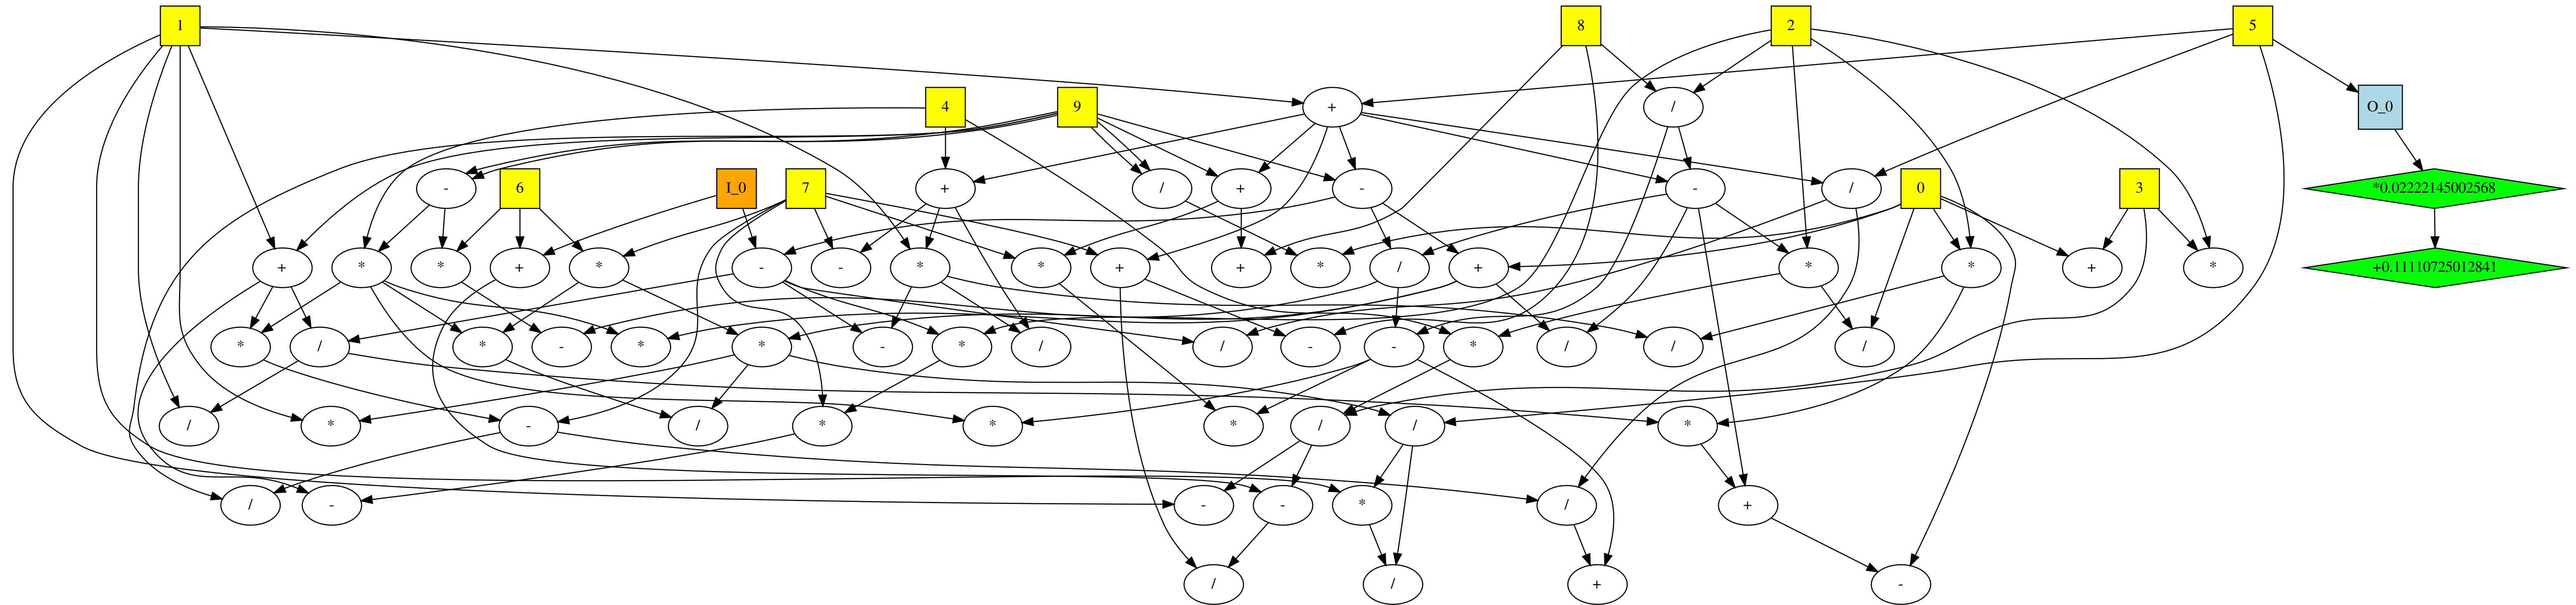 1 8 2 5
4 9 + / O_0
- 6 I_0 7 + / + - - / 0 3 *0.02222145002568
+ * * + * - - * * + + * / + * * + * +0.11110725012841
* / * - * * - * / / - - * / / /
/ * - / * * * / / *
/ - - - * / +
/ / + -